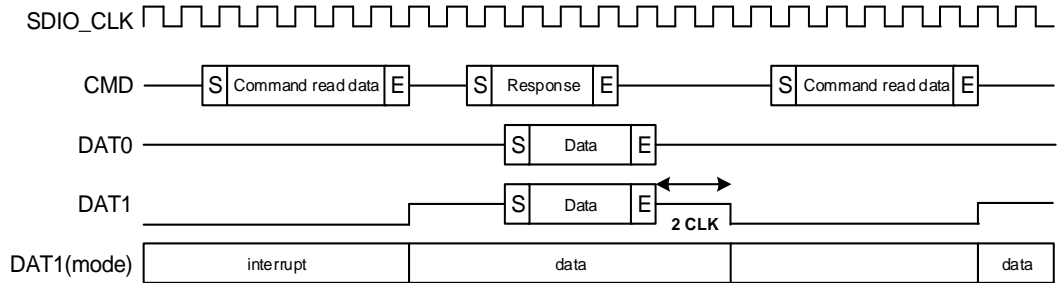 SDIO_CLK
CMD S Command read data E S Response E S Command read data E
DAT0 S Data E
DAT1 S Data E
2 CLK
DAT1(mode) interrupt data data